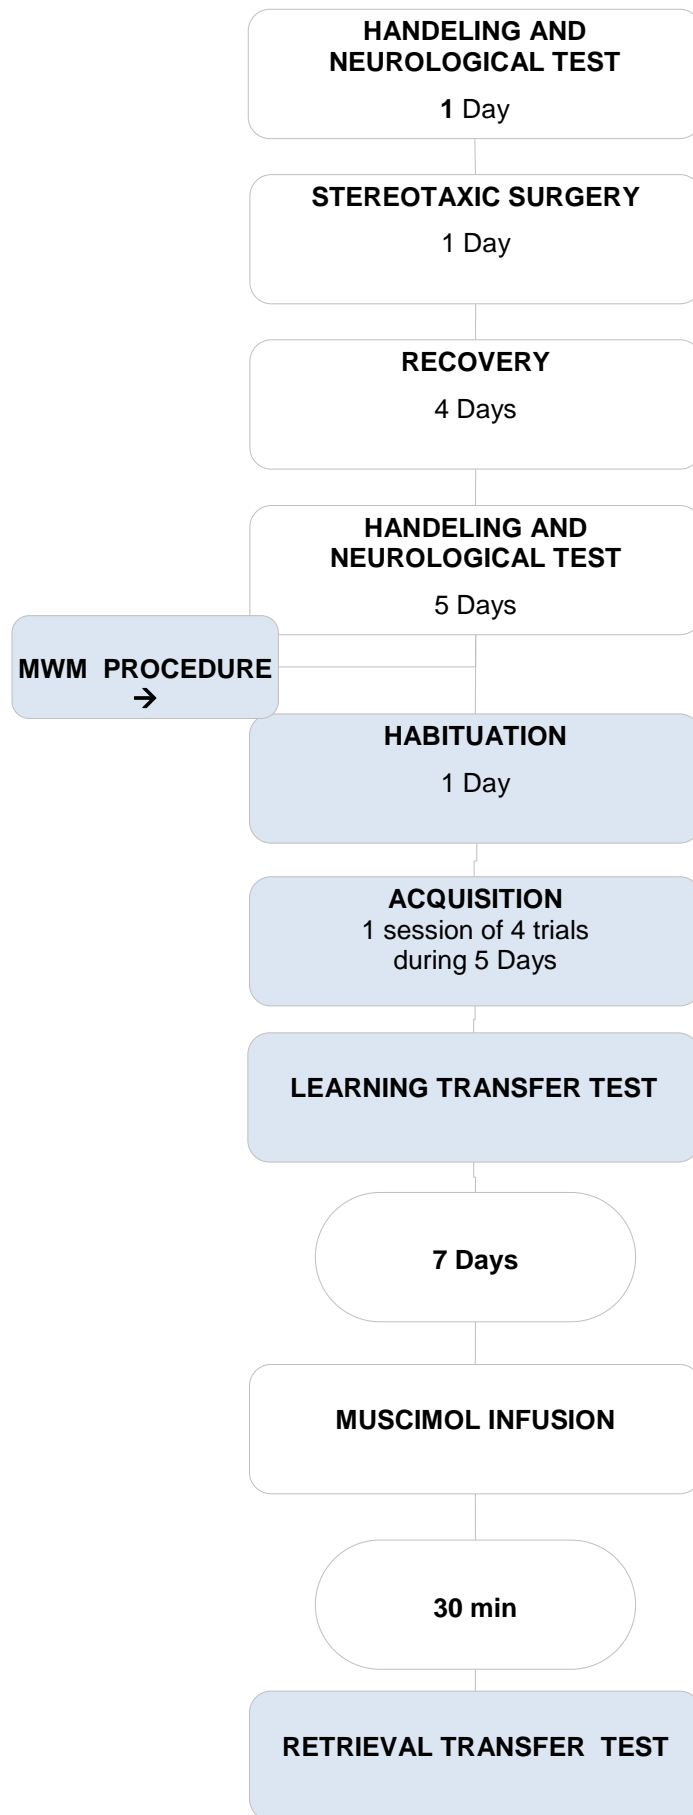 HANDELING AND
NEUROLOGICAL TEST
1 Day
STEREOTAXIC SURGERY
1 Day
RECOVERY
4 Days
HANDELING AND
NEUROLOGICAL TEST
5 Days
MWM PROCEDURE
→
HABITUATION
1 Day
ACQUISITION
1 session of 4 trials
during 5 Days
LEARNING TRANSFER TEST
7 Days
MUSCIMOL INFUSION
30 min
RETRIEVAL TRANSFER TEST